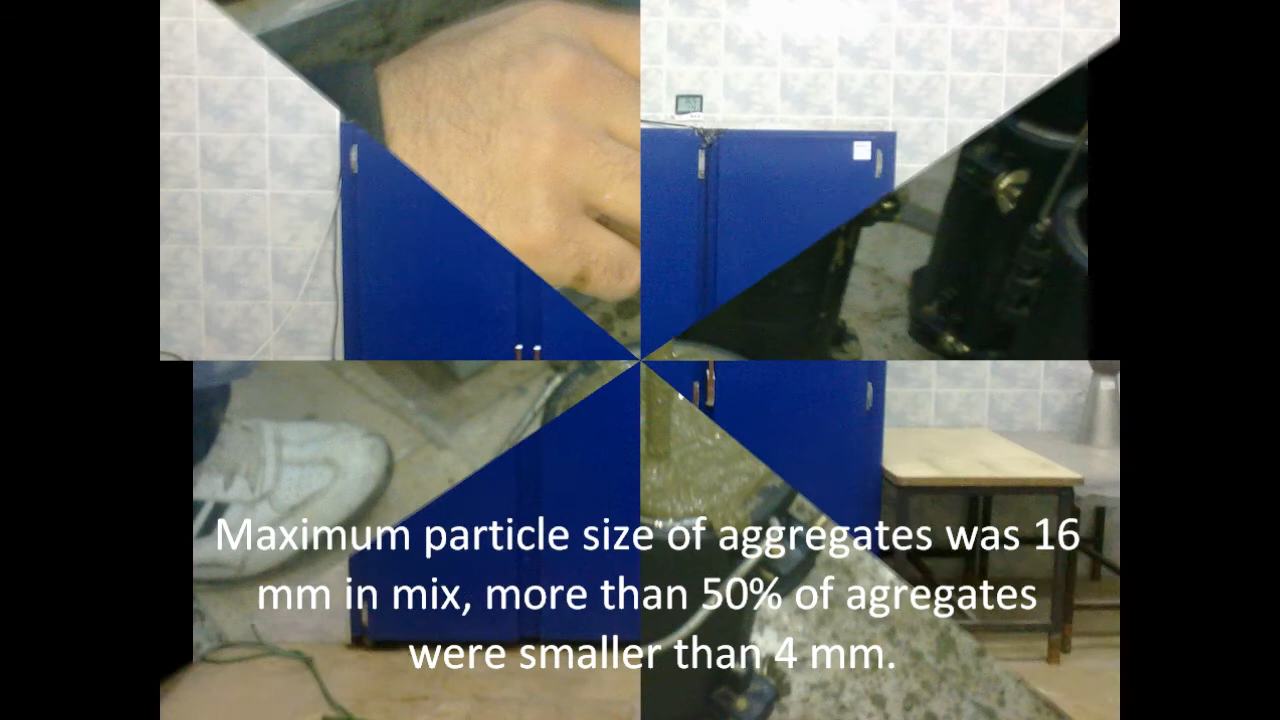 Maximum particle size of aggregates was 16
mm in mix, more than 50% of agregates
were smaller than 4 mm.